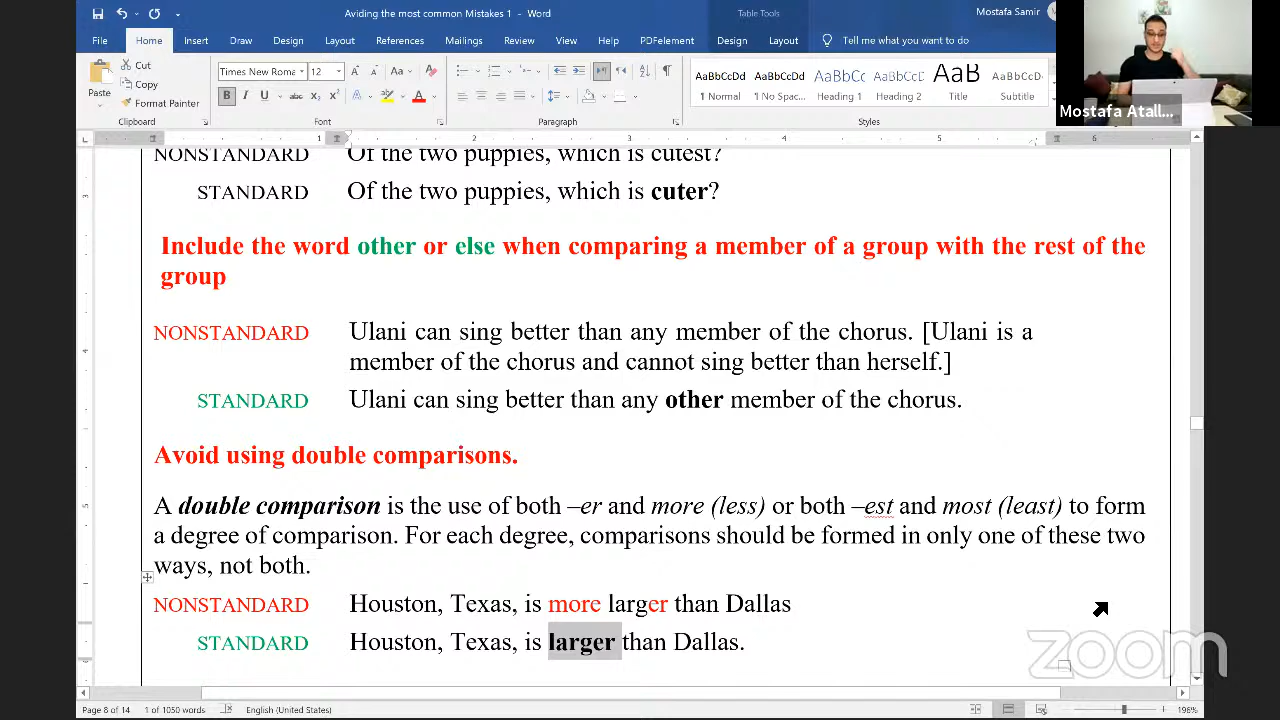 Aviding the most common Mistakes 1 - Word
Table Tools
Mostafa Samir
File Home Insert Draw Design Layout References Mailings Review View Help PDFelement Design Layout Tell me what you want to do
Paste
Cut
Copy
Format Painter
Clipboard
Times New Roma 12
Font
Paragraph
AaBbCcDd AaBbCcDd AaBbCc AaBbCcD AaB AaBbCcD
¶ Normal ¶ No Spac... Heading 1 Heading 2 Title Subtitle
Styles
Mostafa Atall...
NONSTANDARD Of the two puppies, which is cutest?
STANDARD Of the two puppies, which is cuter?
Include the word other or else when comparing a member of a group with the rest of the
group
NONSTANDARD Ulani can sing better than any member of the chorus. [Ulani is a
member of the chorus and cannot sing better than herself.]
STANDARD Ulani can sing better than any other member of the chorus.
Avoid using double comparisons.
A double comparison is the use of both –er and more (less) or both –est and most (least) to form
a degree of comparison. For each degree, comparisons should be formed in only one of these two
ways, not both.
NONSTANDARD Houston, Texas, is more larger than Dallas
STANDARD Houston, Texas, is larger than Dallas.
zoom
Page 8 of 14 1 of 1050 words English (United States) 196%